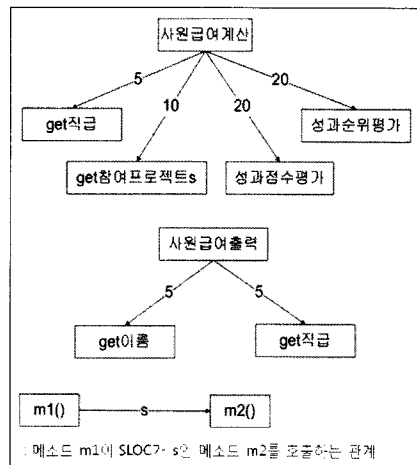 사원급여계산
5
20
10
20
get직급
성과순위평가
get참여프로젝트s
성과점수평가
사원급여출력
5
5
get이름
get직급
m1()
s
m2()
: 메소드 m1이 SLOC가 s인 메소드 m2를 호출하는 관계